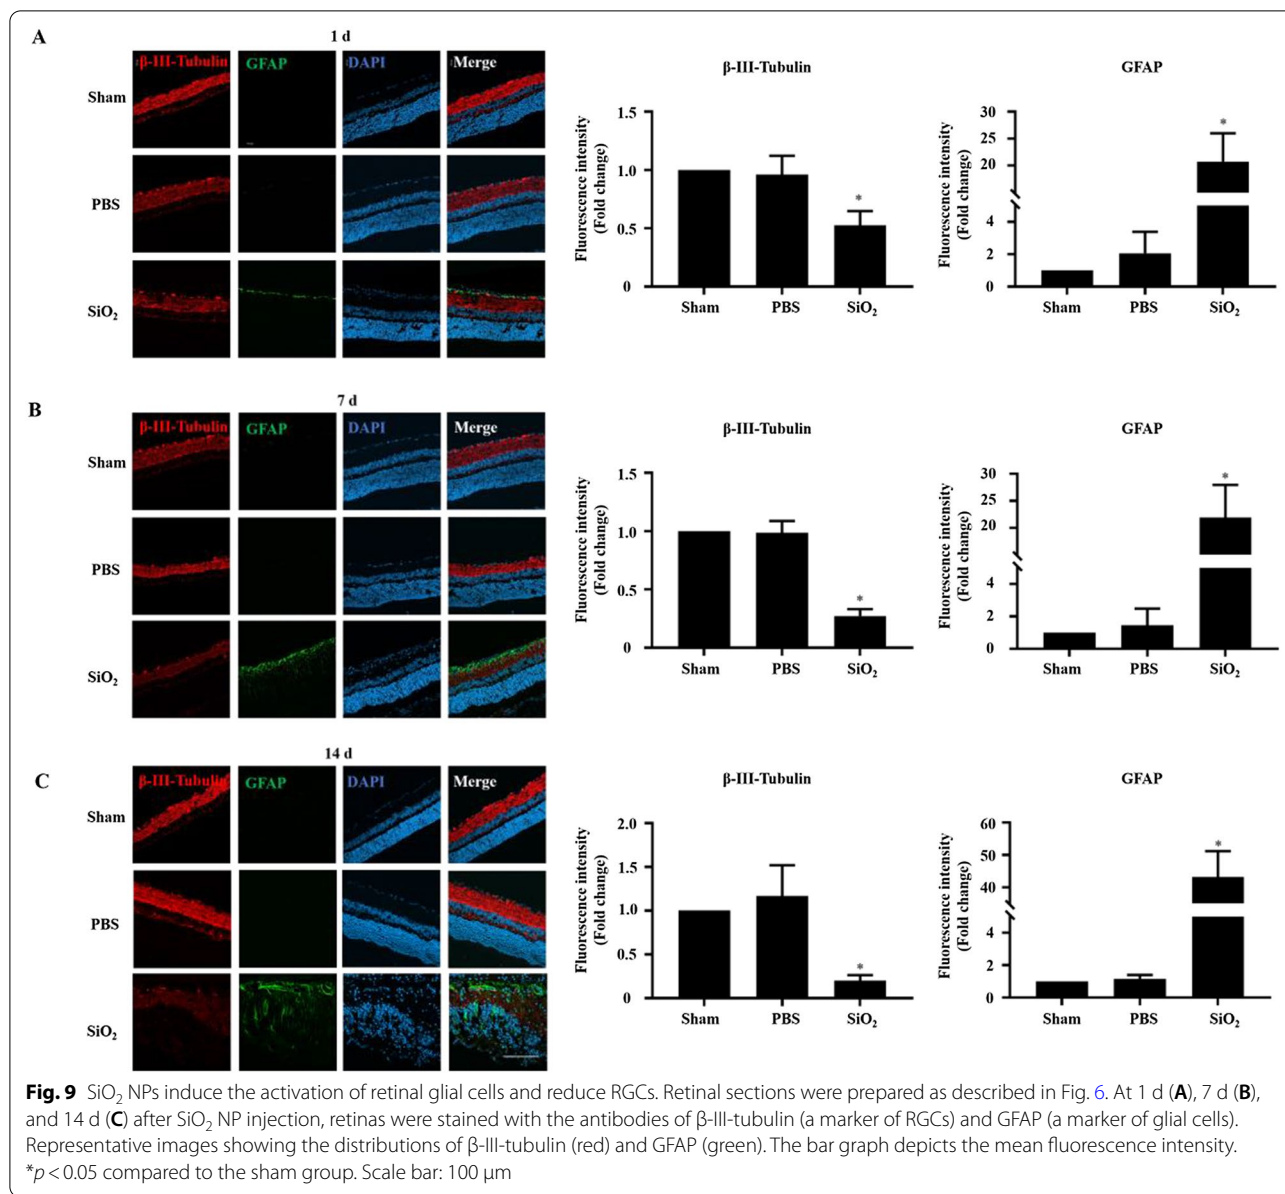 A
1 d
β-III-Tubulin GFAP DAPI Merge
Sham
PBS
SiO₂
β-III-Tubulin
Fluorescence intensity
(Fold change)
1.5
1.0
0.5
0
*
Sham PBS SiO₂
GFAP
Fluorescence intensity
(Fold change)
30
25
20
4
2
0
*
Sham PBS SiO₂
B
7 d
β-III-Tubulin GFAP DAPI Merge
Sham
PBS
SiO₂
β-III-Tubulin
Fluorescence intensity
(Fold change)
1.5
1.0
0.5
0
*
Sham PBS SiO₂
GFAP
Fluorescence intensity
(Fold change)
30
25
20
4
2
0
*
Sham PBS SiO₂
C
14 d
β-III-Tubulin GFAP DAPI Merge
Sham
PBS
SiO₂
β-III-Tubulin
Fluorescence intensity
(Fold change)
2.0
1.5
1.0
0.5
0
*
Sham PBS SiO₂
GFAP
Fluorescence intensity
(Fold change)
60
50
40
4
2
0
*
Sham PBS SiO₂
Fig. 9 SiO₂ NPs induce the activation of retinal glial cells and reduce RGCs. Retinal sections were prepared as described in Fig. 6. At 1 d (A), 7 d (B),
and 14 d (C) after SiO₂ NP injection, retinas were stained with the antibodies of β-III-tubulin (a marker of RGCs) and GFAP (a marker of glial cells).
Representative images showing the distributions of β-III-tubulin (red) and GFAP (green). The bar graph depicts the mean fluorescence intensity.
*p < 0.05 compared to the sham group. Scale bar: 100 μm